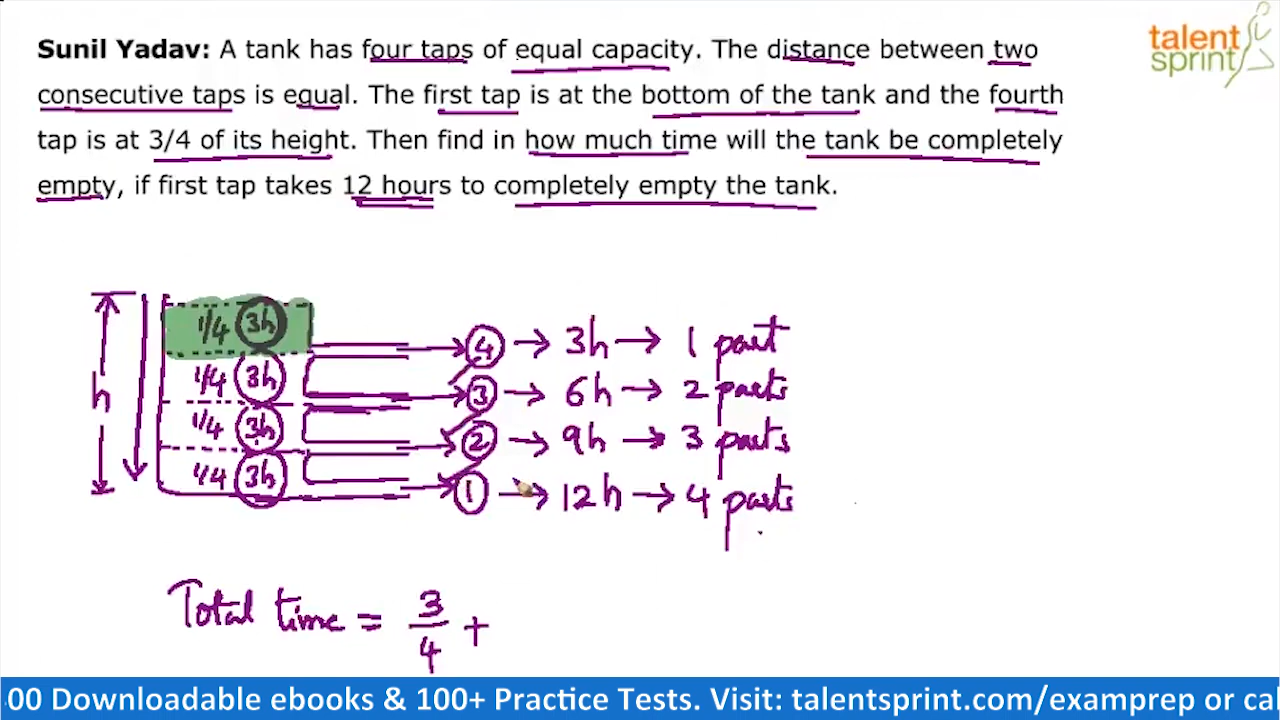 Sunil Yadav: A tank has four taps of equal capacity. The distance between two
consecutive taps is equal. The first tap is at the bottom of the tank and the fourth
tap is at 3/4 of its height. Then find in how much time will the tank be completely
empty, if first tap takes 12 hours to completely empty the tank.
talent
sprint
1/4 3h
4 → 3h → 1 part
1/4 3h
3 → 6h → 2 parts
h
1/4 3h
2 → 9h → 3 parts
1/4 3h
1 → 12h → 4 parts
Total time = 3/4 +
00 Downloadable ebooks & 100+ Practice Tests. Visit: talentsprint.com/examprep or ca